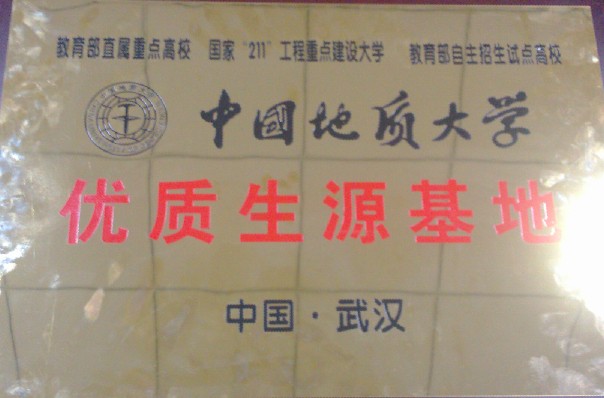 教育部直属重点高校 国家"211"工程重点建设大学 教育部自主招生试点高校
中国地质大学
优质生源基地
中国·武汉